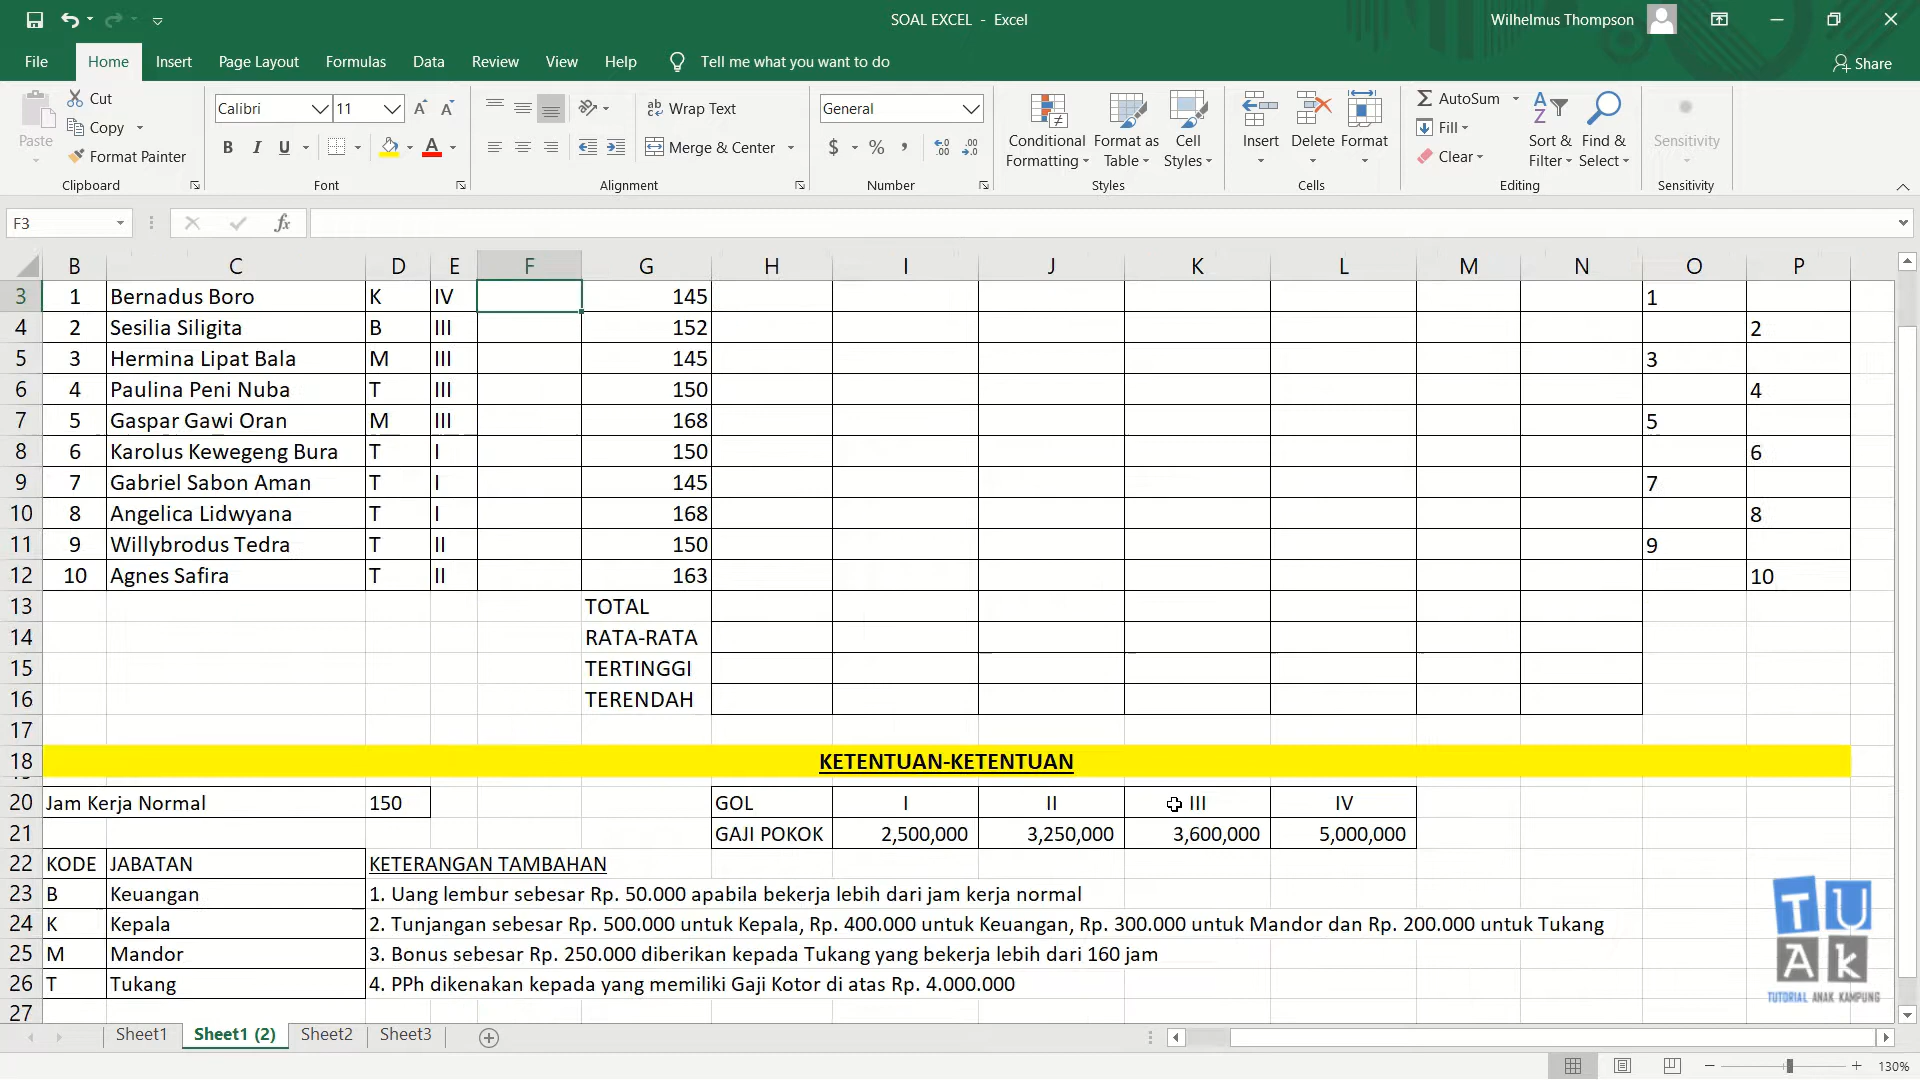 SOAL EXCEL - Excel
Wilhelmus Thompson
File Home Insert Page Layout Formulas Data Review View Help Tell me what you want to do Share
Paste Cut Copy Format Painter Clipboard
Calibri 11 B I U A Font
Wrap Text Merge & Center Alignment
General $ % , Number
Conditional Formatting Format as Table Cell Styles Styles
Insert Delete Format Cells
AutoSum Fill Clear Sort & Filter Find & Select Editing
Sensitivity Sensitivity
F3 fx
B C D E F G H I J K L M N O P
3 1 Bernadus Boro K IV 145 1
4 2 Sesilia Siligita B III 152 2
5 3 Hermina Lipat Bala M III 145 3
6 4 Paulina Peni Nuba T III 150 4
7 5 Gaspar Gawi Oran M III 168 5
8 6 Karolus Kewegeng Bura T I 150 6
9 7 Gabriel Sabon Aman T I 145 7
10 8 Angelica Lidwyana T I 168 8
11 9 Willybrodus Tedra T II 150 9
12 10 Agnes Safira T II 163 10
13 TOTAL
14 RATA-RATA
15 TERTINGGI
16 TERENDAH
17
18 KETENTUAN-KETENTUAN
20 Jam Kerja Normal 150 GOL I II III IV
21 GAJI POKOK 2,500,000 3,250,000 3,600,000 5,000,000
22 KODE JABATAN KETERANGAN TAMBAHAN
23 B Keuangan 1. Uang lembur sebesar Rp. 50.000 apabila bekerja lebih dari jam kerja normal
24 K Kepala 2. Tunjangan sebesar Rp. 500.000 untuk Kepala, Rp. 400.000 untuk Keuangan, Rp. 300.000 untuk Mandor dan Rp. 200.000 untuk Tukang
25 M Mandor 3. Bonus sebesar Rp. 250.000 diberikan kepada Tukang yang bekerja lebih dari 160 jam
26 T Tukang 4. PPh dikenakan kepada yang memiliki Gaji Kotor di atas Rp. 4.000.000
27
TUAk
TUTORIAL ANAK KAMPUNG
Sheet1 Sheet1 (2) Sheet2 Sheet3
130%